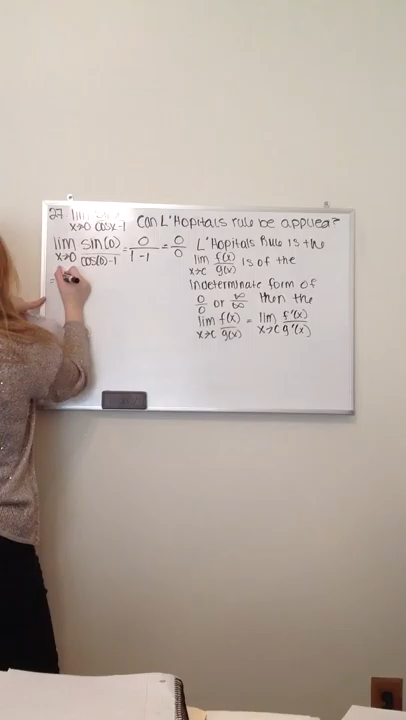 27 lim
x→0 cosx-1 Can L'Hopitals rule be applied?
lim sin(0) = 0 = 0
x→0 cos(0)-1 1-1 0
=
L'Hopitals Rule is the
lim f(x) is of the
x→c g(x)
Indeterminate form of
0 or ∞ then the
0 ∞
lim f(x) = lim f'(x)
x→c g(x) x→c g'(x)